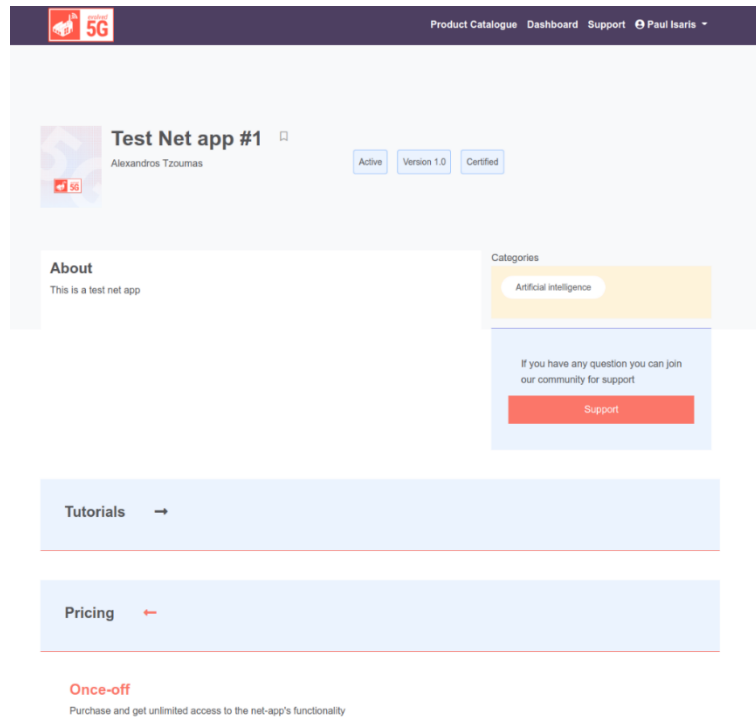 evolved
5G
Product Catalogue Dashboard Support Paul Isaris
Test Net app #1
Alexandros Tzoumas
Active Version 1.0 Certified
5G
About
This is a test net app
Categories
Artificial intelligence
If you have any question you can join
our community for support
Support
Tutorials →
Pricing ←
Once-off
Purchase and get unlimited access to the net-app's functionality